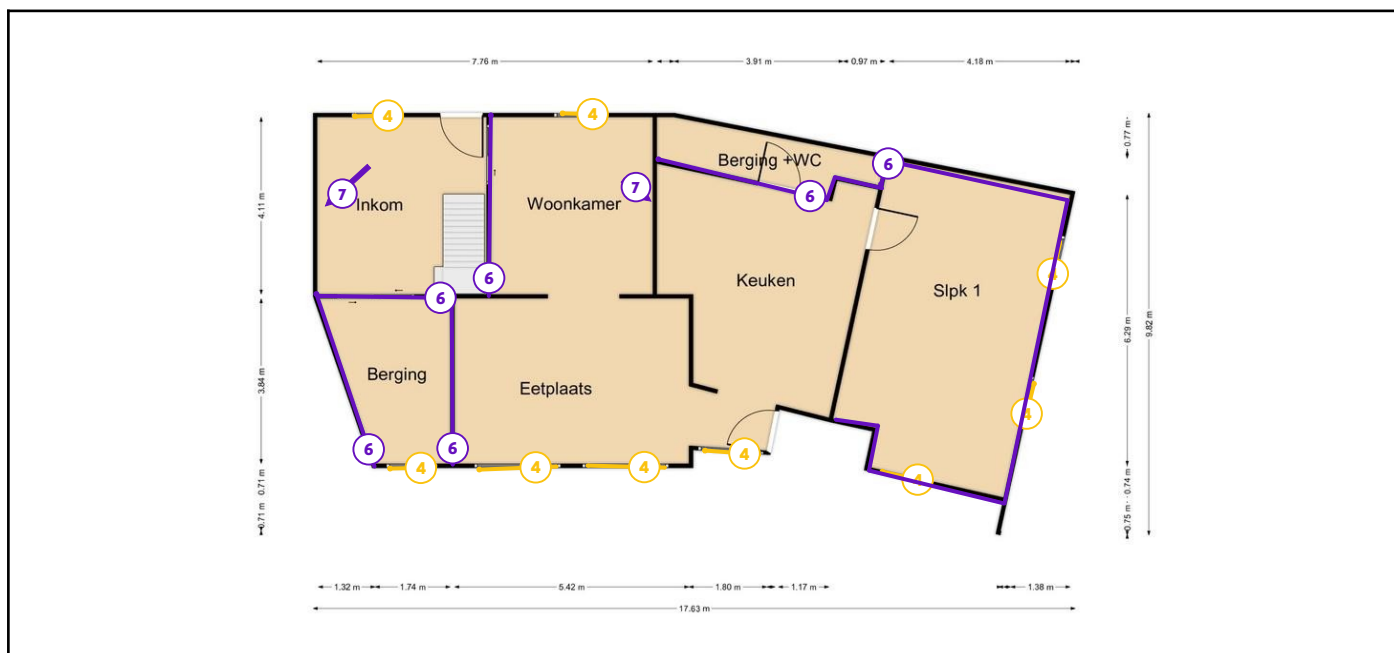 7.76 m
3.91 m
0.97 m
4.18 m
4
4
0.77 m
Berging +WC
6
6
7
7
Inkom
Woonkamer
4.11 m
4
6
Keuken
Slpk 1
6
6.29 m
9.82 m
Berging
Eetplaats
3.84 m
4
6
6
4
4
4
4
4
0.71 m
0.71 m
0.74 m
0.75 m
1.32 m
1.74 m
5.42 m
1.80 m
1.17 m
1.38 m
17.63 m